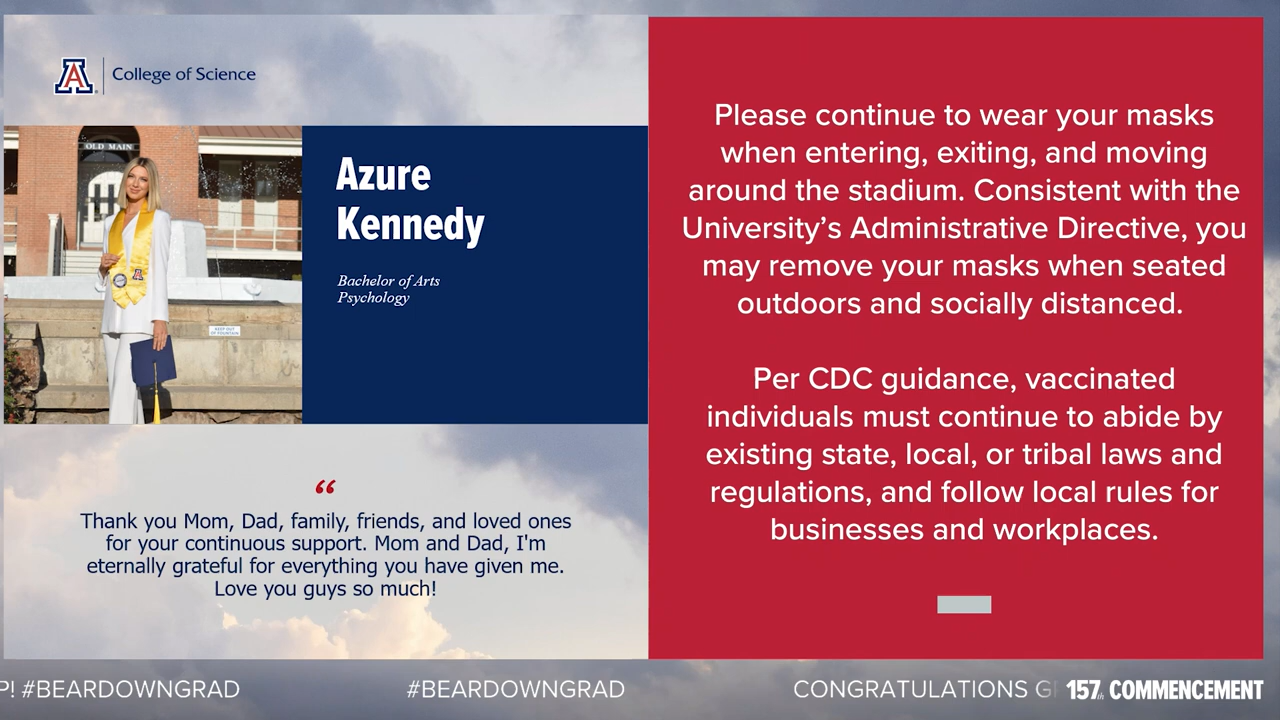 A
College of Science
OLD MAIN
A
KEEP OUT
OF FOUNTAIN
Azure
Kennedy
Bachelor of Arts
Psychology
“
Thank you Mom, Dad, family, friends, and loved ones
for your continuous support. Mom and Dad, I'm
eternally grateful for everything you have given me.
Love you guys so much!
Please continue to wear your masks
when entering, exiting, and moving
around the stadium. Consistent with the
University’s Administrative Directive, you
may remove your masks when seated
outdoors and socially distanced.
Per CDC guidance, vaccinated
individuals must continue to abide by
existing state, local, or tribal laws and
regulations, and follow local rules for
businesses and workplaces.
P! #BEARDOWNGRAD #BEARDOWNGRAD CONGRATULATIONS G 157th COMMENCEMENT